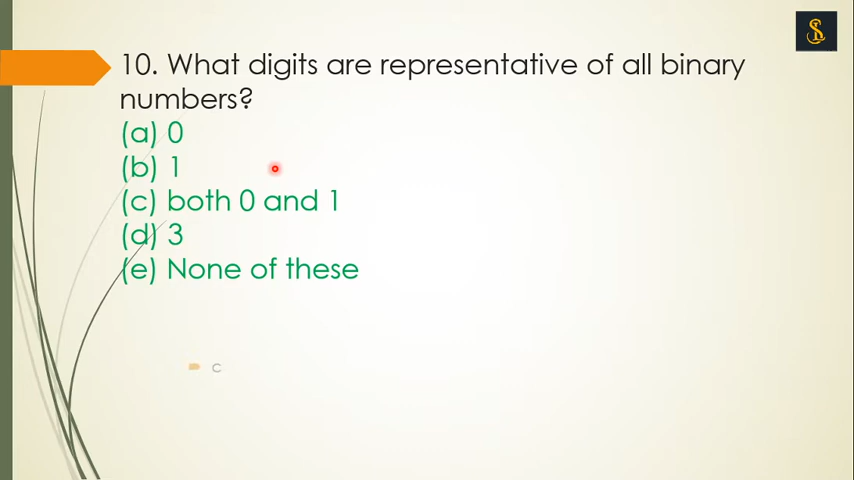 10. What digits are representative of all binary
numbers?
(a) 0
(b) 1
(c) both 0 and 1
(d) 3
(e) None of these
c